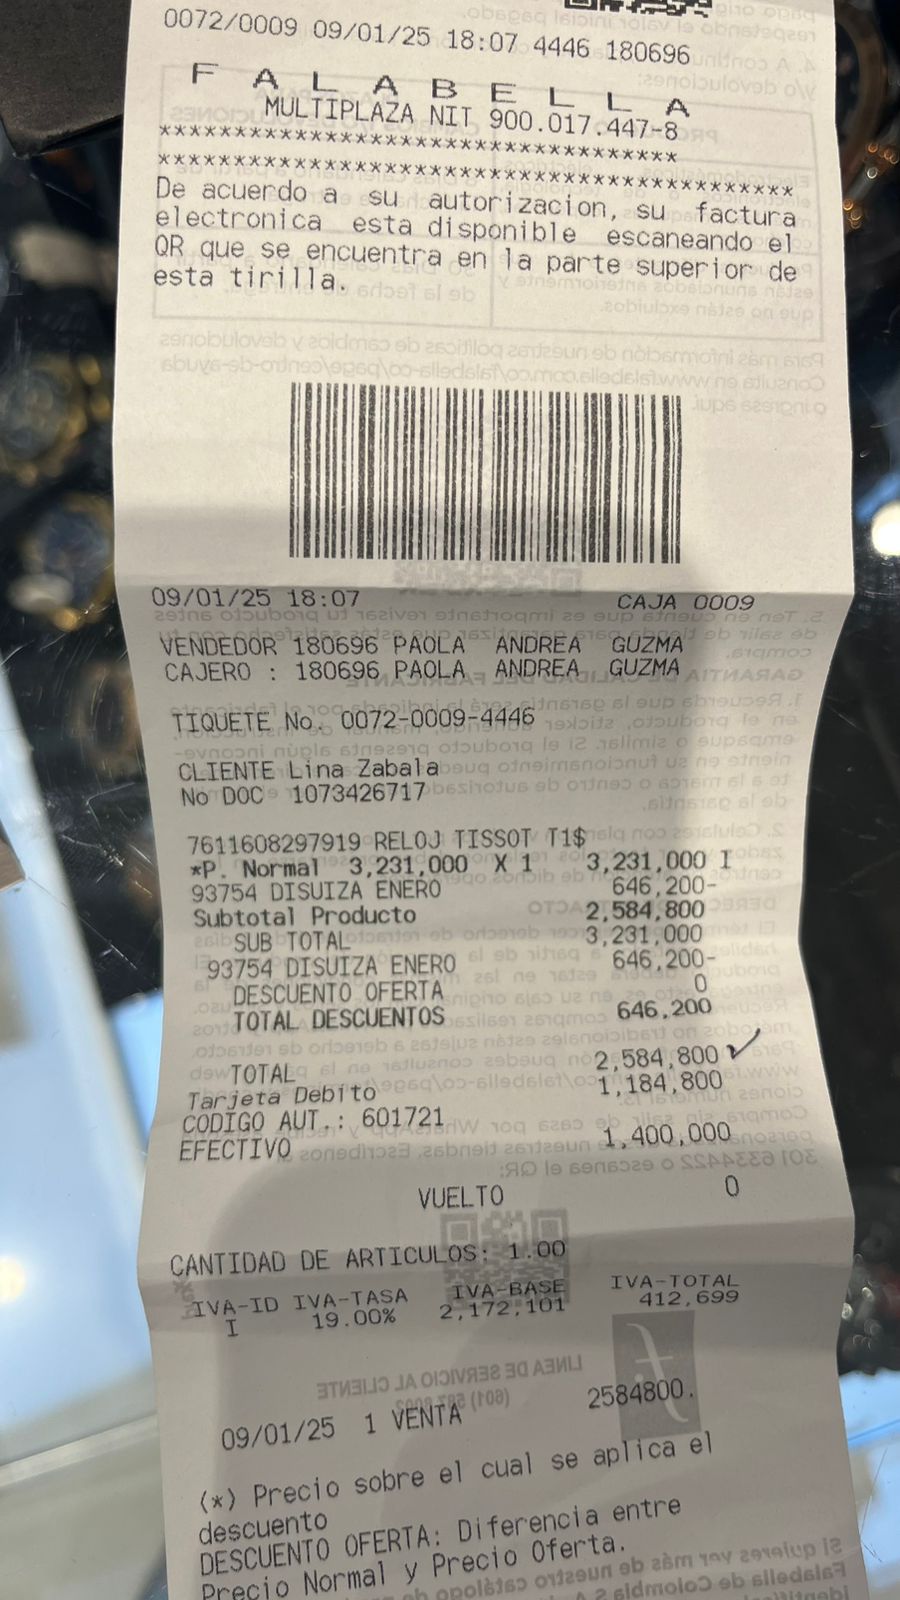 0072/0009 09/01/25 18:07 4446 180696
F A L A B E L L A
MULTIPLAZA NIT 900.017.447-8
De acuerdo a su autorizacion, su factura
electronica esta disponible escaneando el
QR que se encuentra en la parte superior de
esta tirilla.
09/01/25 18:07 CAJA 0009
VENDEDOR 180696 PAOLA ANDREA GUZMA
CAJERO : 180696 PAOLA ANDREA GUZMA
TIQUETE No. 0072-0009-4446
CLIENTE Lina Zabala
No DOC 1073426717
7611608297919 RELOJ TISSOT T1$
*P. Normal 3,231,000 X 1 3,231,000 I
93754 DISUIZA ENERO 646,200-
Subtotal Producto 2,584,800
SUB TOTAL 3,231,000
93754 DISUIZA ENERO 646,200-
DESCUENTO OFERTA 0
TOTAL DESCUENTOS 646,200
TOTAL 2,584,800
Tarjeta Debito 1,184,800
CODIGO AUT.: 601721
EFECTIVO 1,400,000
VUELTO 0
CANTIDAD DE ARTICULOS: 1.00
IVA-ID IVA-TASA IVA-BASE IVA-TOTAL
I 19.00% 2,172,101 412,699
09/01/25 1 VENTA 2584800.
(*) Precio sobre el cual se aplica el
descuento
DESCUENTO OFERTA: Diferencia entre
Precio Normal y Precio Oferta.